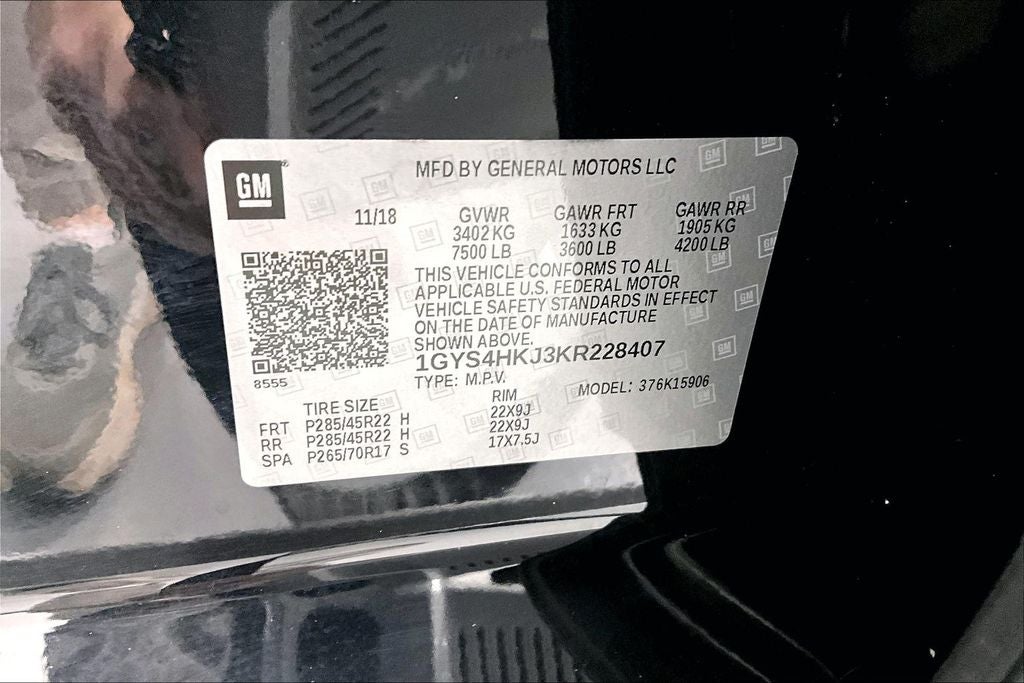 GM
MFD BY GENERAL MOTORS LLC
11/18 GVWR GAWR FRT GAWR RR
3402 KG 1633 KG 1905 KG
7500 LB 3600 LB 4200 LB
THIS VEHICLE CONFORMS TO ALL
APPLICABLE U.S. FEDERAL MOTOR
VEHICLE SAFETY STANDARDS IN EFFECT
ON THE DATE OF MANUFACTURE
SHOWN ABOVE.
1GYS4HKJ3KR228407
8555
TYPE: M.P.V. MODEL: 376K15906
TIRE SIZE RIM
FRT P285/45R22 H 22X9J
RR P285/45R22 H 22X9J
SPA P265/70R17 S 17X7.5J